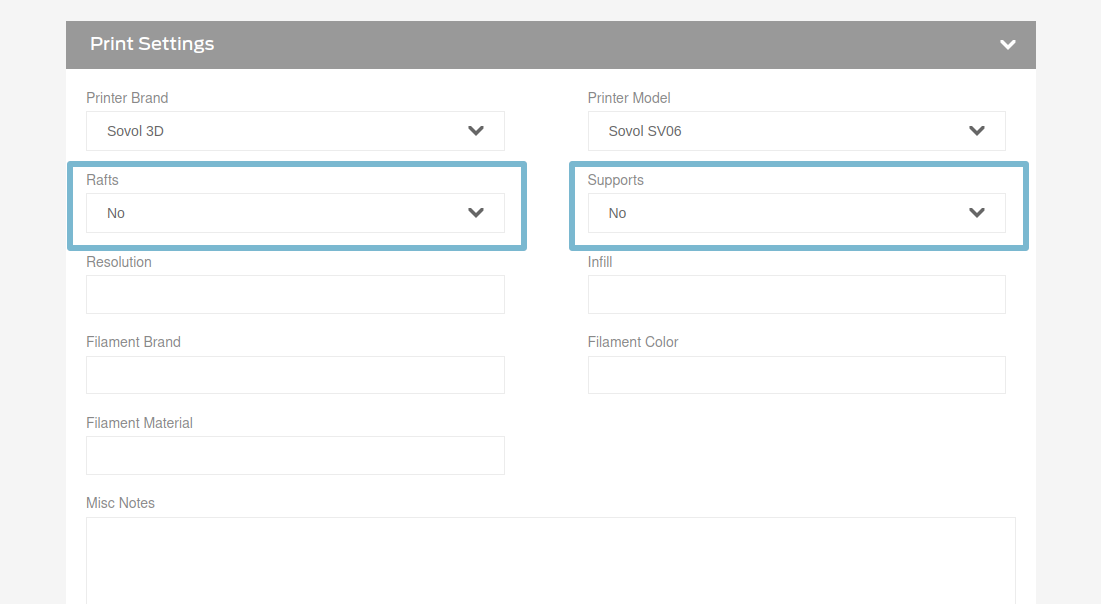 Print Settings
Printer Brand
Printer Model
Sovol 3D
Sovol SV06
Rafts
Supports
No
No
Resolution
Infill
Filament Brand
Filament Color
Filament Material
Misc Notes